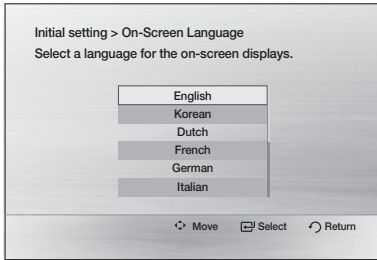 Initial setting > On-Screen Language
Select a language for the on-screen displays.
English
Korean
Dutch
French
German
Italian
Move Select Return